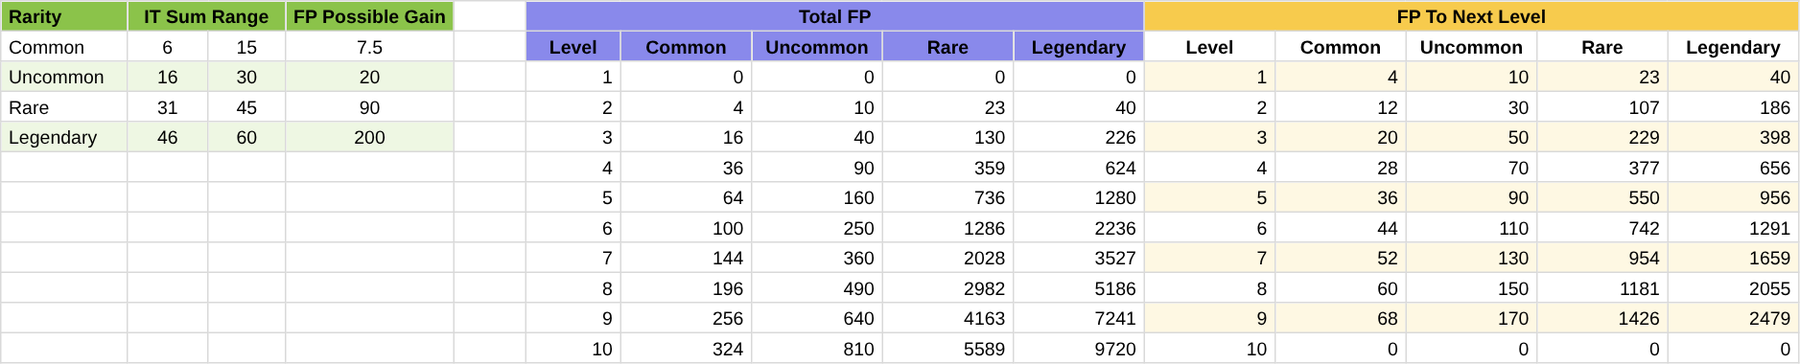 Rarity IT Sum Range FP Possible Gain Total FP FP To Next Level
Common 6 15 7.5 Level Common Uncommon Rare Legendary Level Common Uncommon Rare Legendary
Uncommon 16 30 20 1 0 0 0 0 1 4 10 23 40
Rare 31 45 90 2 4 10 23 40 2 12 30 107 186
Legendary 46 60 200 3 16 40 130 226 3 20 50 229 398
4 36 90 359 624 4 28 70 377 656
5 64 160 736 1280 5 36 90 550 956
6 100 250 1286 2236 6 44 110 742 1291
7 144 360 2028 3527 7 52 130 954 1659
8 196 490 2982 5186 8 60 150 1181 2055
9 256 640 4163 7241 9 68 170 1426 2479
10 324 810 5589 9720 10 0 0 0 0